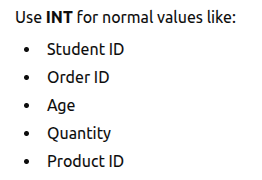 Use INT for normal values like:
• Student ID
• Order ID
• Age
• Quantity
• Product ID